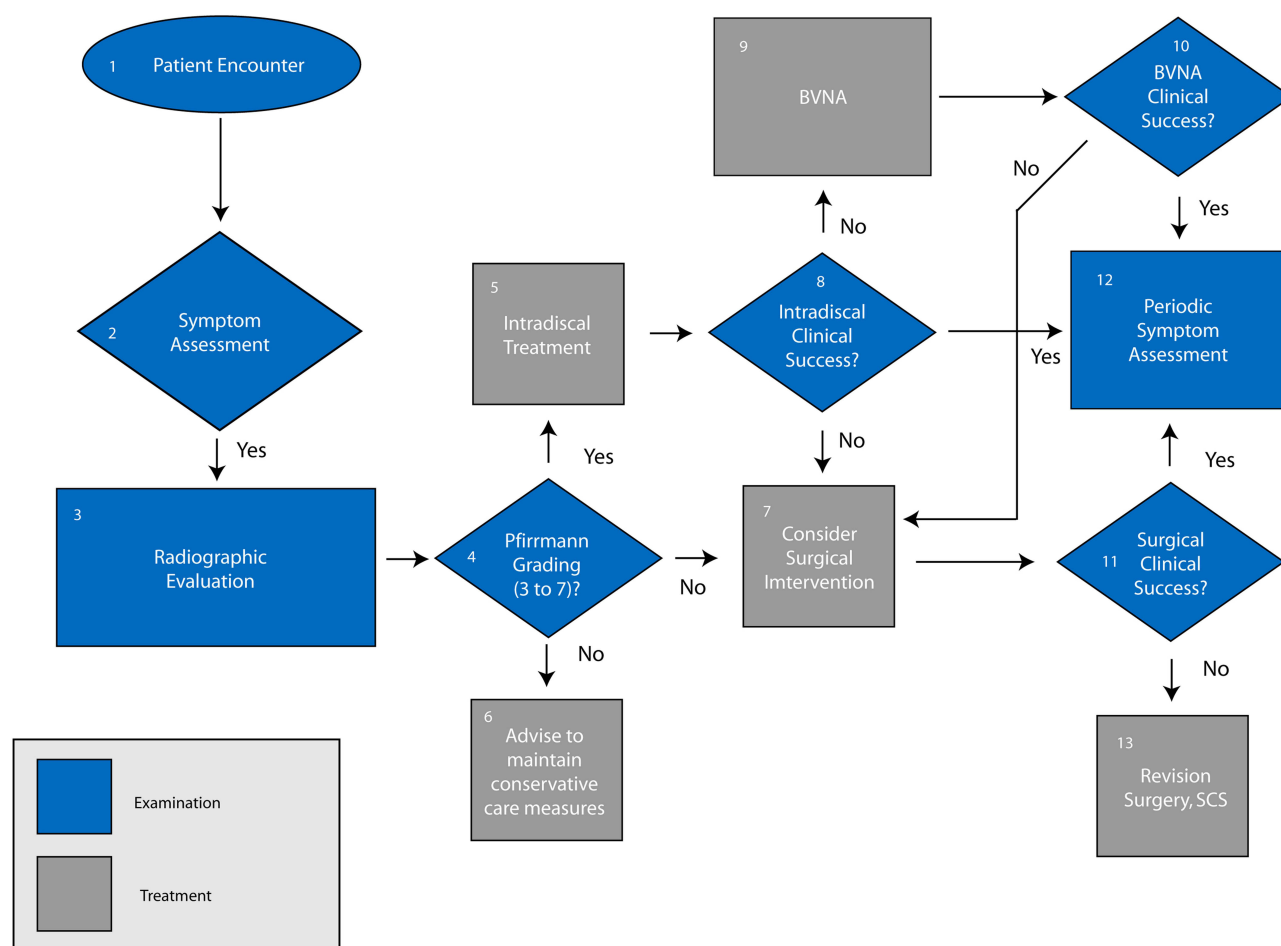 1
Patient Encounter
2
Symptom
Assessment
Yes
3
Radiographic
Evaluation
4
Pfirrmann
Grading
(3 to 7)?
Yes
No
No
5
Intradiscal
Treatment
6
Advise to
maintain
conservative
care measures
7
Consider
Surgical
Imtervention
8
Intradiscal
Clinical
Success?
No
Yes
No
9
BVNA
10
BVNA
Clinical
Success?
No
Yes
11
Surgical
Clinical
Success?
Yes
No
12
Periodic
Symptom
Assessment
13
Revision
Surgery, SCS
Examination
Treatment